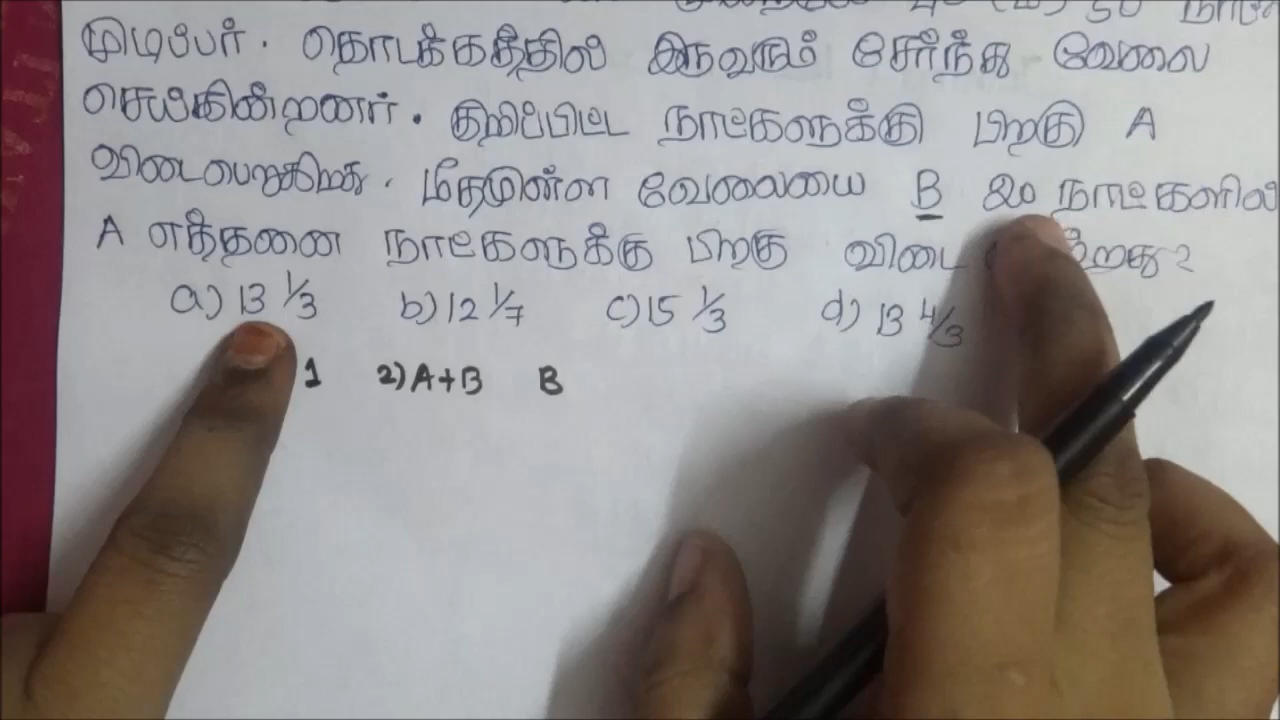 முடிப்பர். தொடக்கத்தில் இருவரும் சேர்ந்து வேலை
செய்கின்றனர். குறிப்பிட்ட நாட்களுக்கு பிறகு A
விடைபெறுகிறது. மீதமுள்ள வேலையை B 20 நாட்களில்
A எத்தனை நாட்களுக்கு பிறகு விடை
a) 13 1/3 b) 12 1/7 c) 15 1/3 d) 13 4/3
1 2) A+B B